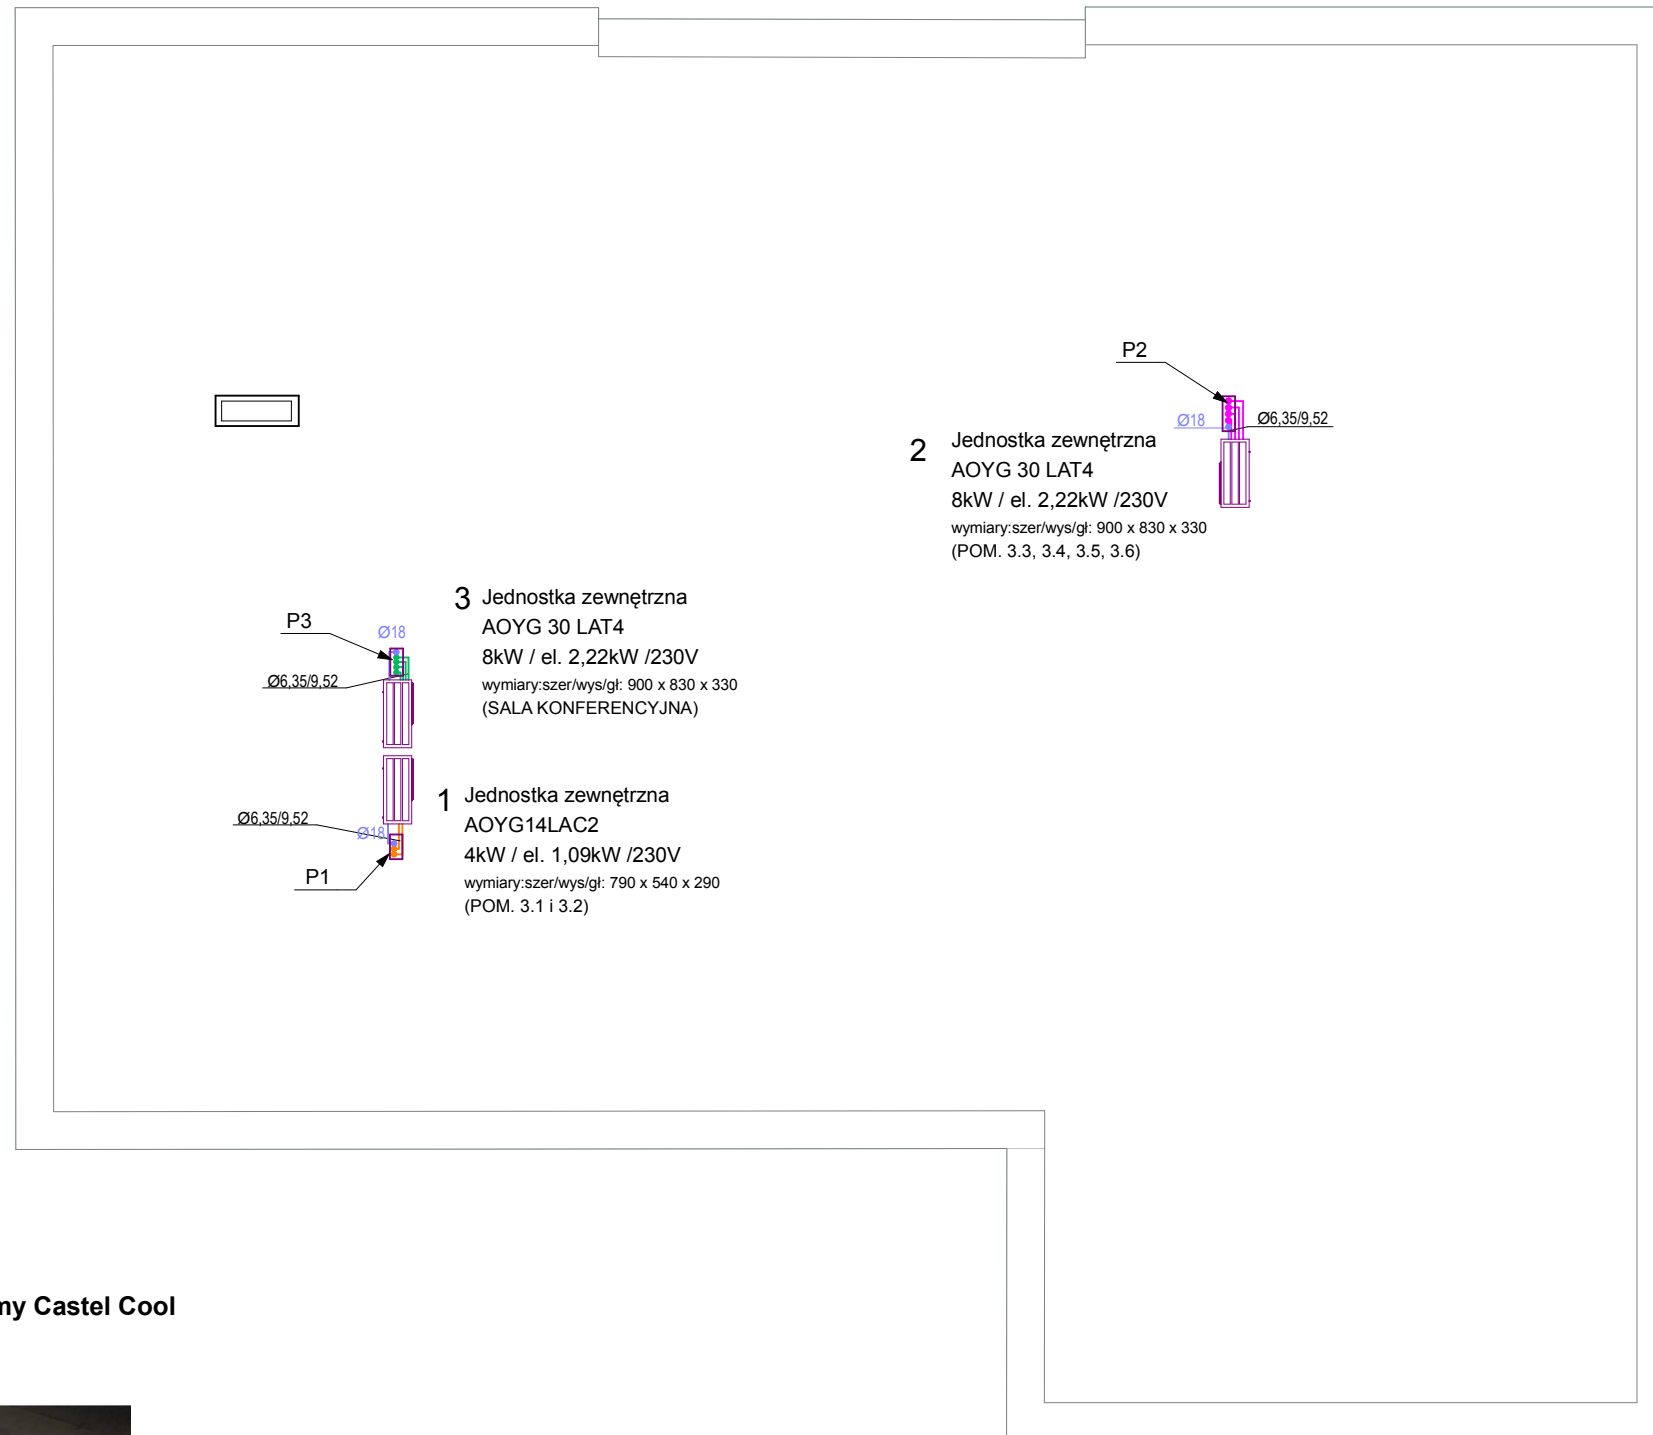 P2
Ø18
Ø6,35/9,52
2
Jednostka zewnętrzna
AOYG 30 LAT4
8kW / el. 2,22kW /230V
wymiary:szer/wys/gł: 900 x 830 x 330
(POM. 3.3, 3.4, 3.5, 3.6)
P3
Ø18
Ø6,35/9,52
3
Jednostka zewnętrzna
AOYG 30 LAT4
8kW / el. 2,22kW /230V
wymiary:szer/wys/gł: 900 x 830 x 330
(SALA KONFERENCYJNA)
Ø6,35/9,52
Ø18
P1
1
Jednostka zewnętrzna
AOYG14LAC2
4kW / el. 1,09kW /230V
wymiary:szer/wys/gł: 790 x 540 x 290
(POM. 3.1 i 3.2)
Castel Cool